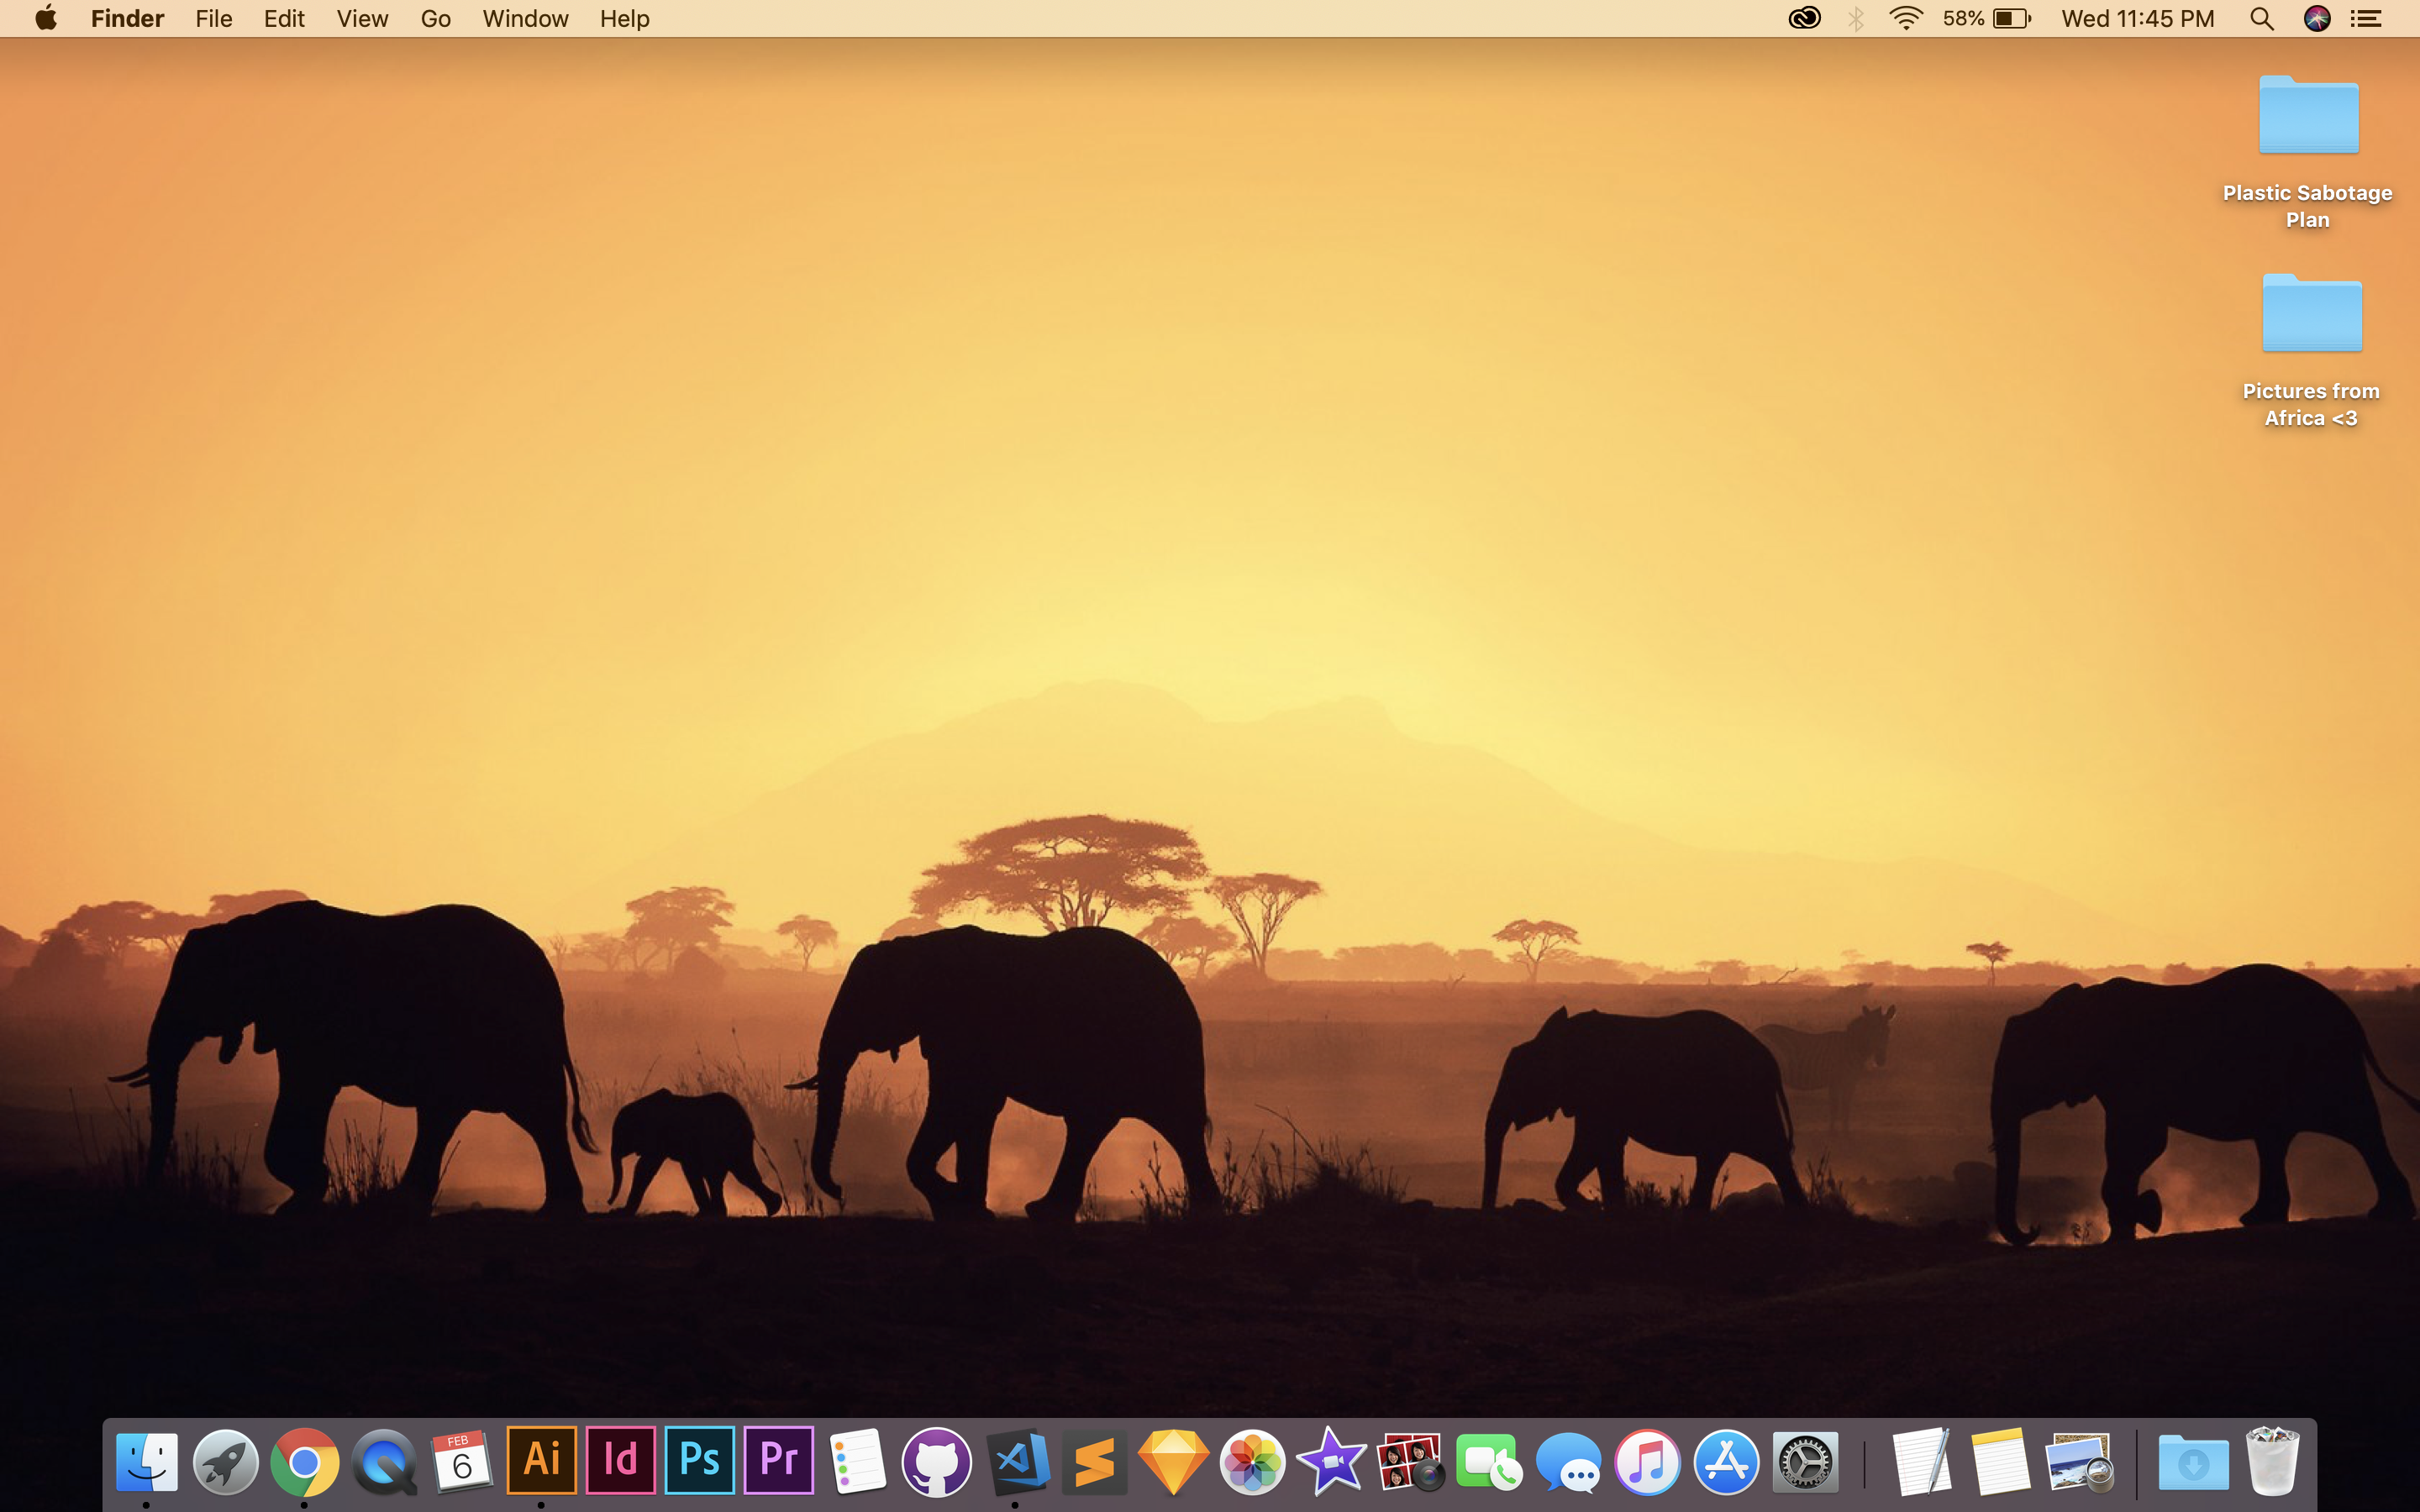 Finder File Edit View Go Window Help 58% Wed 11:45 PM
Plastic Sabotage
Plan
Pictures from
Africa <3
FEB
6
Ai Id Ps Pr